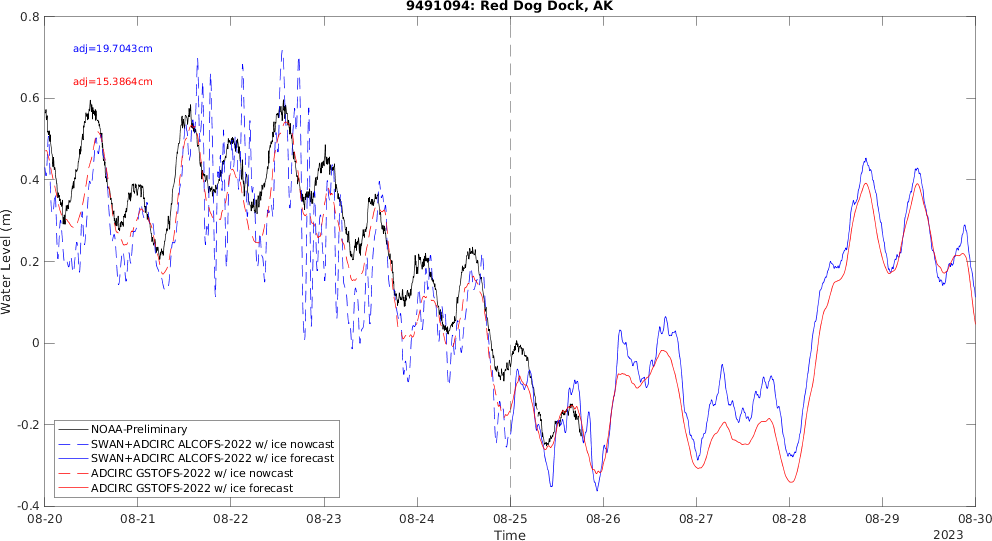 9491094: Red Dog Dock, AK
adj=19.7043cm
adj=15.3864cm
Water Level (m)
0.8
0.6
0.4
0.2
0
-0.2
-0.4
NOAA-Preliminary
SWAN+ADCIRC ALCOFS-2022 w/ ice nowcast
SWAN+ADCIRC ALCOFS-2022 w/ ice forecast
ADCIRC GSTOFS-2022 w/ ice nowcast
ADCIRC GSTOFS-2022 w/ ice forecast
08-20 08-21 08-22 08-23 08-24 08-25 08-26 08-27 08-28 08-29 08-30
Time
2023